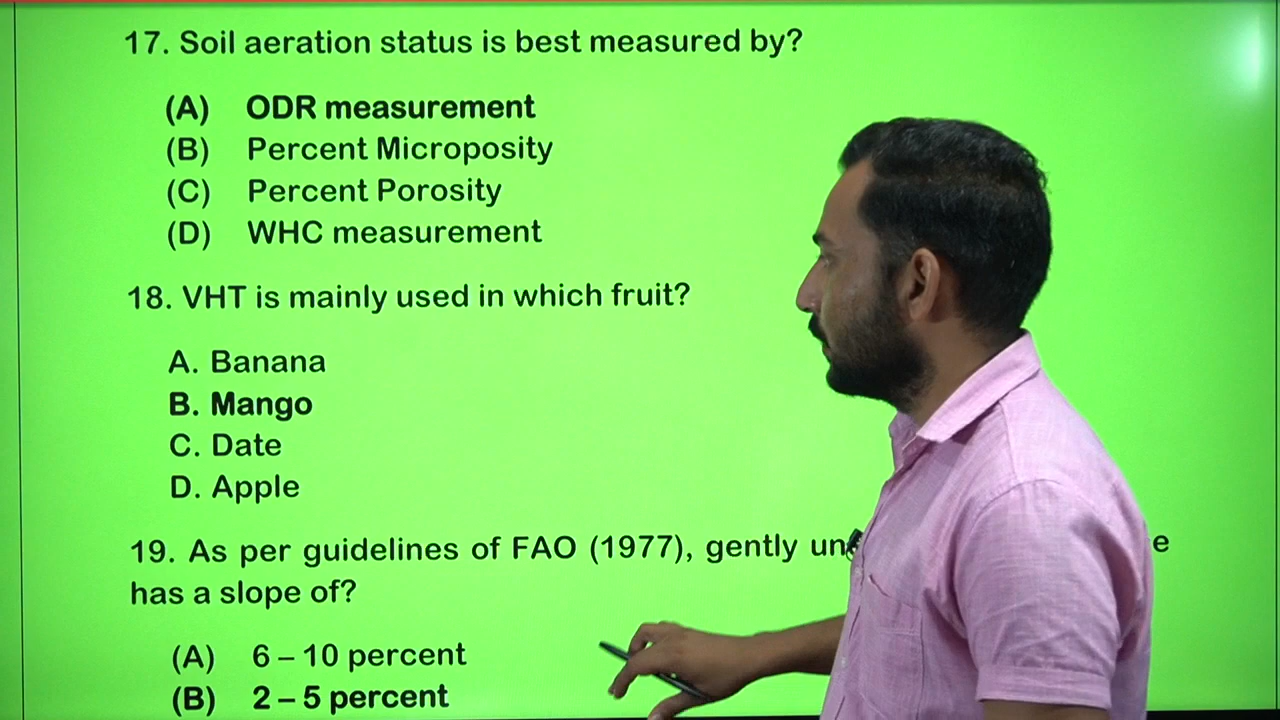 17. Soil aeration status is best measured by?
(A) ODR measurement
(B) Percent Microposity
(C) Percent Porosity
(D) WHC measurement
18. VHT is mainly used in which fruit?
A. Banana
B. Mango
C. Date
D. Apple
19. As per guidelines of FAO (1977), gently
has a slope of?
(A) 6 – 10 percent
(B) 2 – 5 percent